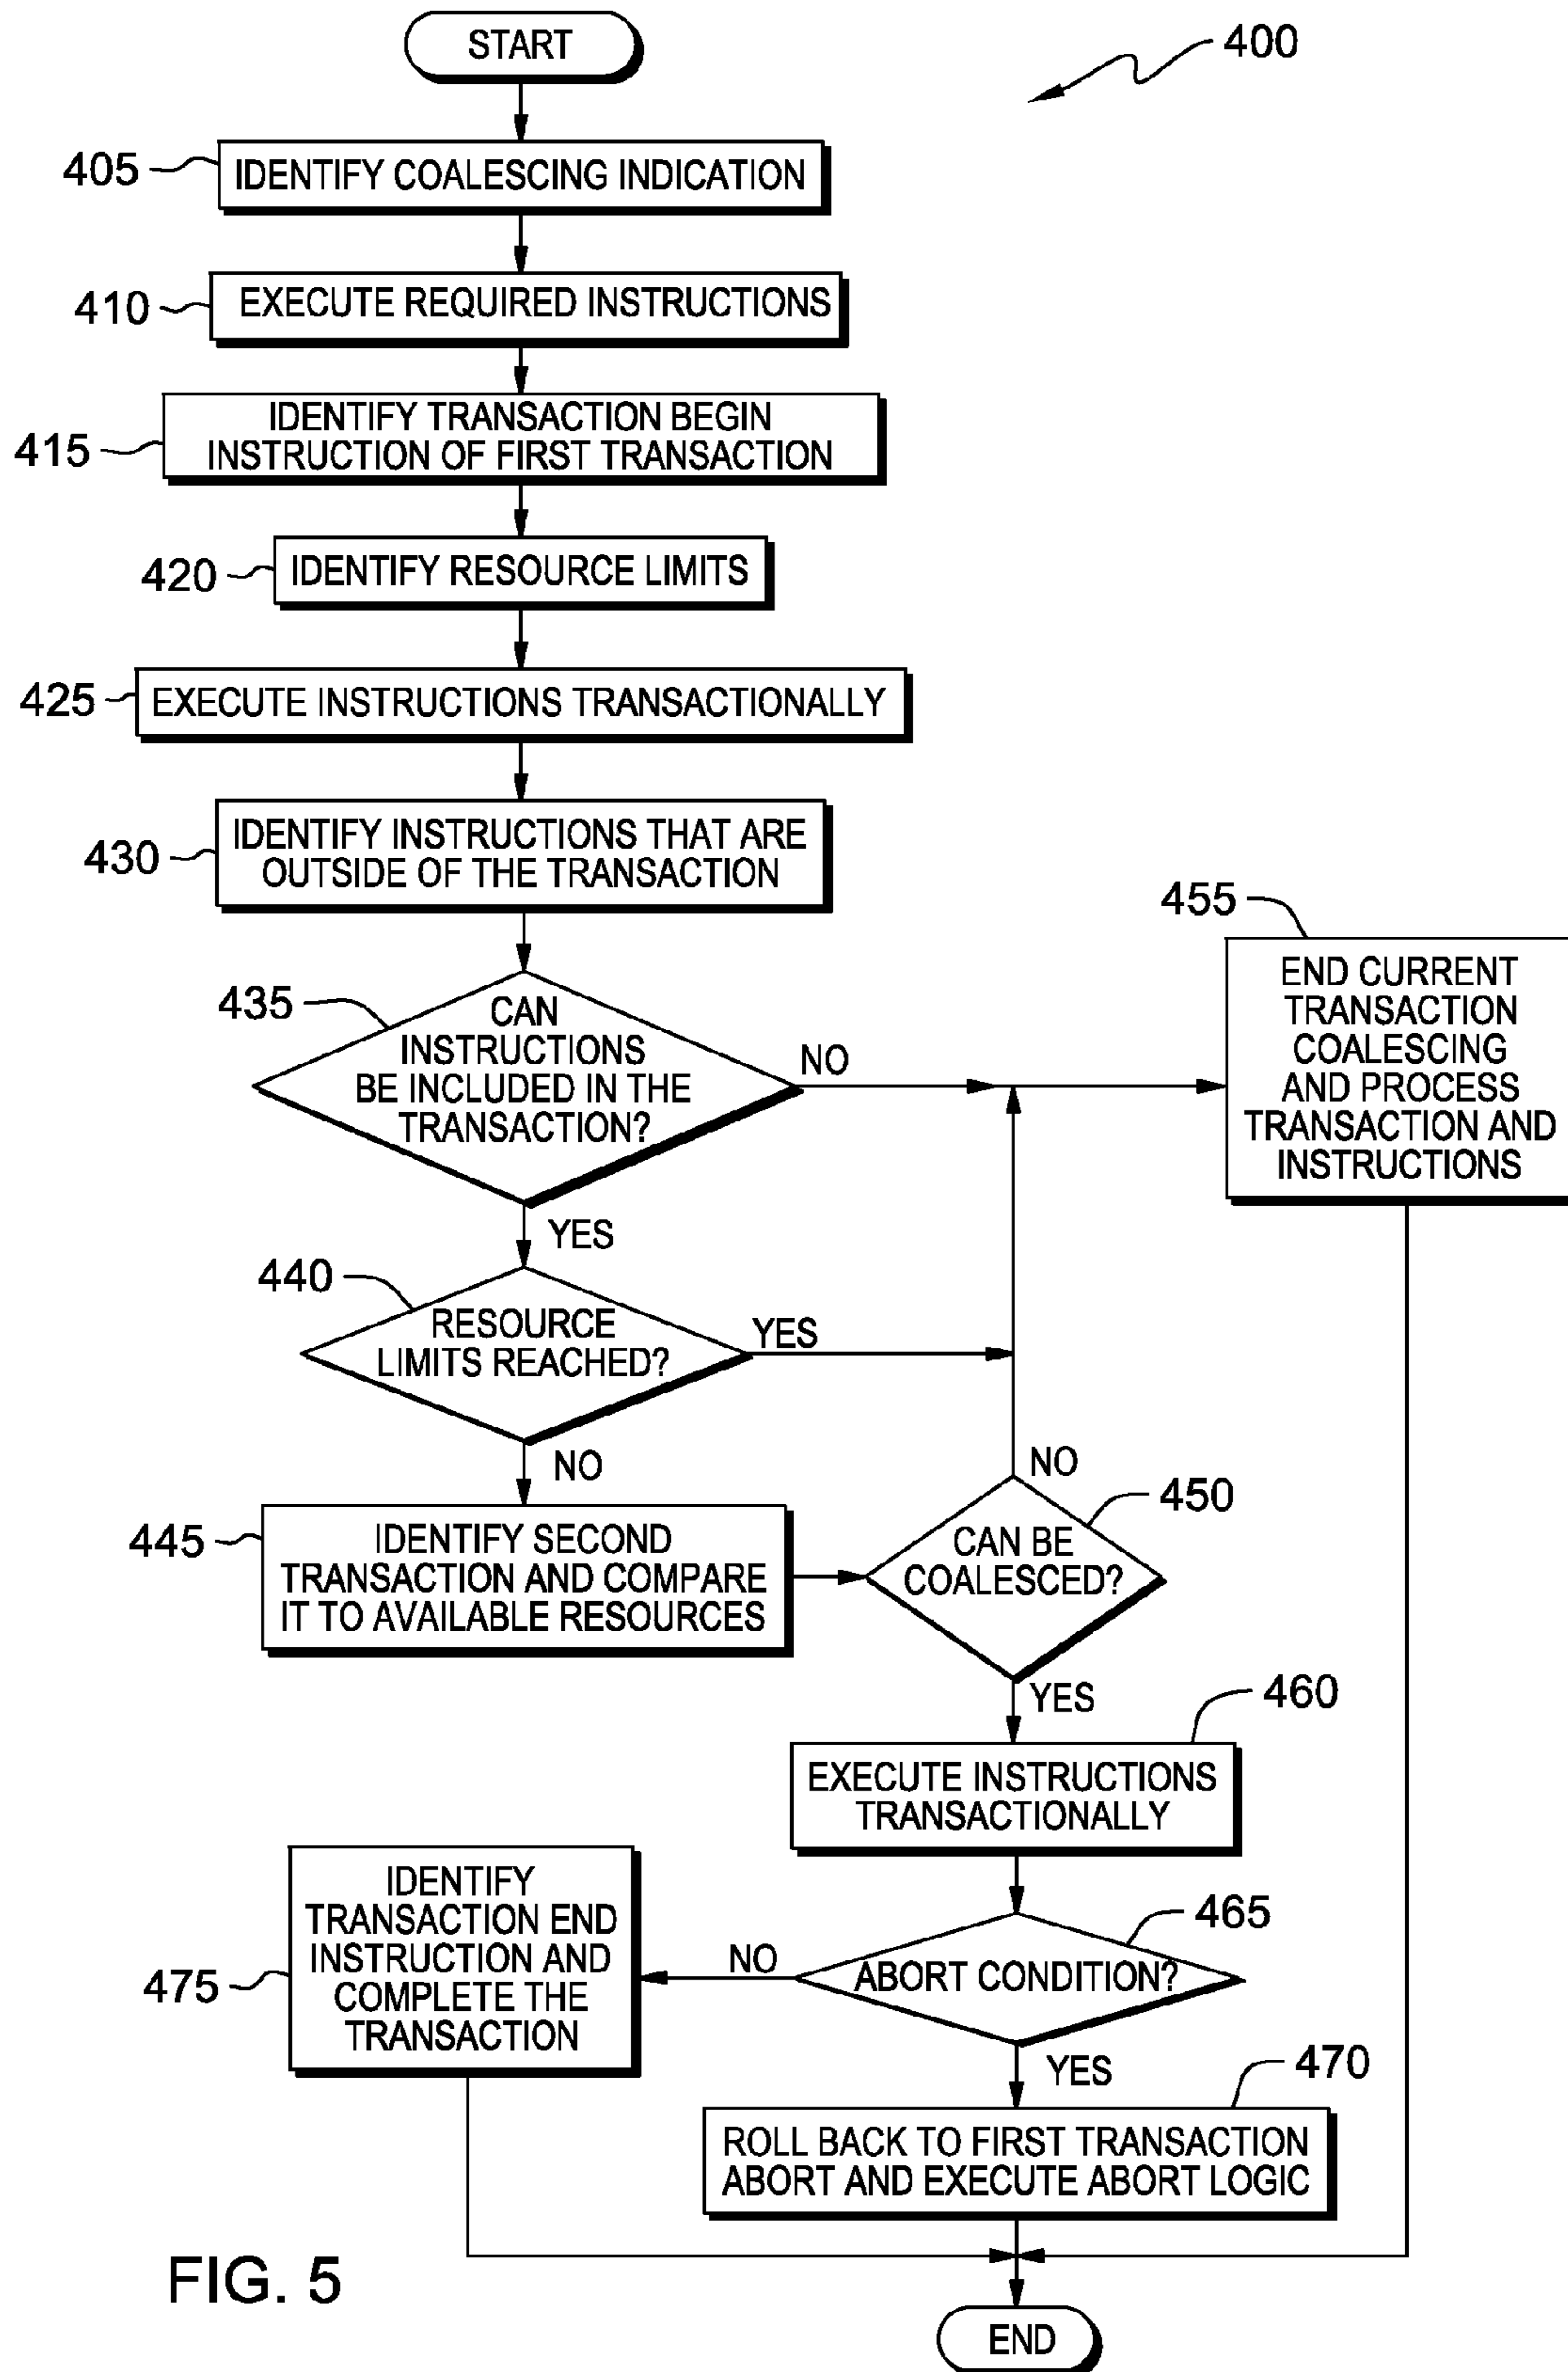 START
400
405
IDENTIFY COALESCING INDICATION
410
EXECUTE REQUIRED INSTRUCTIONS
415
IDENTIFY TRANSACTION BEGIN
INSTRUCTION OF FIRST TRANSACTION
420
IDENTIFY RESOURCE LIMITS
425
EXECUTE INSTRUCTIONS TRANSACTIONALLY
430
IDENTIFY INSTRUCTIONS THAT ARE
OUTSIDE OF THE TRANSACTION
435
CAN
INSTRUCTIONS
BE INCLUDED IN THE
TRANSACTION?
NO
YES
455
END CURRENT
TRANSACTION
COALESCING
AND PROCESS
TRANSACTION AND
INSTRUCTIONS
440
RESOURCE
LIMITS REACHED?
YES
NO
445
IDENTIFY SECOND
TRANSACTION AND COMPARE
IT TO AVAILABLE RESOURCES
450
CAN BE
COALESCED?
NO
YES
460
EXECUTE INSTRUCTIONS
TRANSACTIONALLY
465
ABORT CONDITION?
NO
YES
475
IDENTIFY
TRANSACTION END
INSTRUCTION AND
COMPLETE THE
TRANSACTION
470
ROLL BACK TO FIRST TRANSACTION
ABORT AND EXECUTE ABORT LOGIC
END
FIG. 5